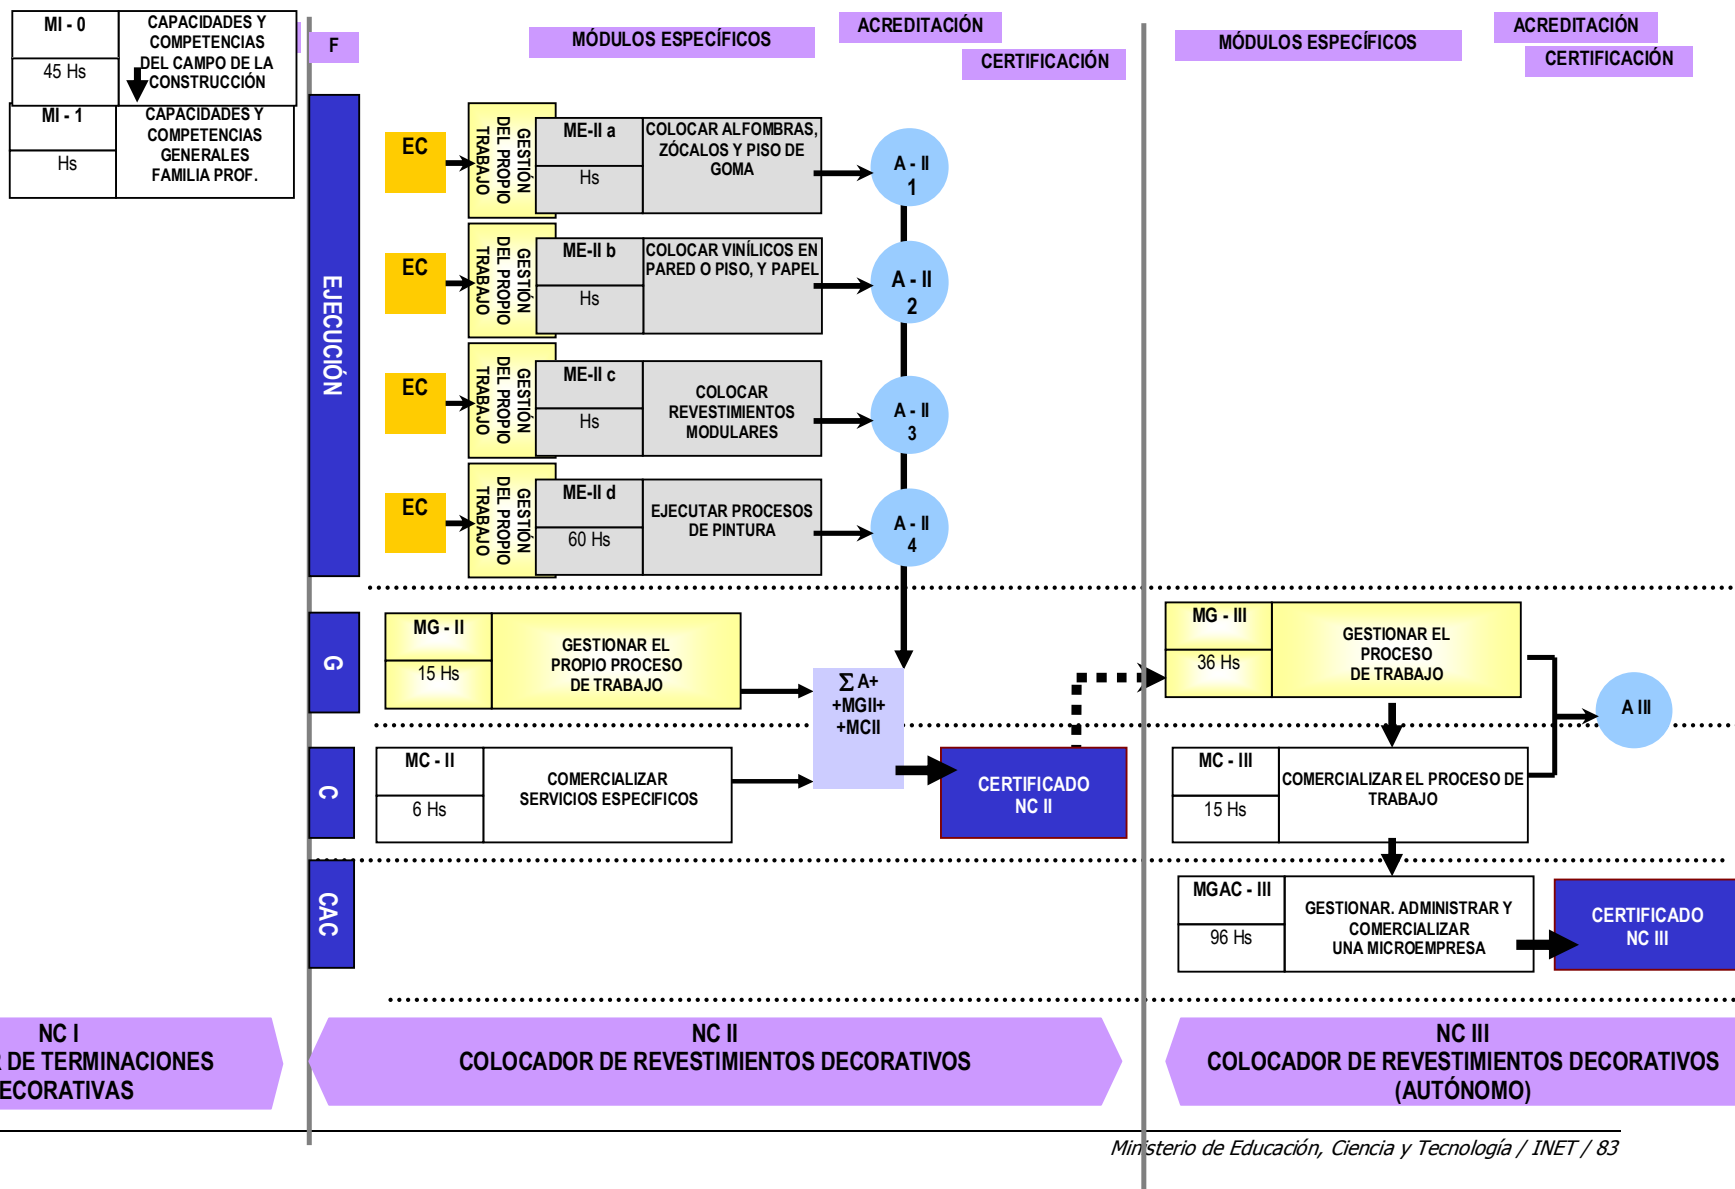 MI - 0
45 Hs
CAPACIDADES Y
COMPETENCIAS
DEL CAMPO DE LA
CONSTRUCCIÓN
MI - 1
Hs
CAPACIDADES Y
COMPETENCIAS
GENERALES
FAMILIA PROF.
F
MÓDULOS ESPECÍFICOS
ACREDITACIÓN
CERTIFICACIÓN
MÓDULOS ESPECÍFICOS
ACREDITACIÓN
CERTIFICACIÓN
EJECUCIÓN
EC
GESTIÓN
DEL PROPIO
TRABAJO
ME-II a
Hs
COLOCAR ALFOMBRAS,
ZÓCALOS Y PISO DE
GOMA
A - II
1
EC
GESTIÓN
DEL PROPIO
TRABAJO
ME-II b
Hs
COLOCAR VINÍLICOS EN
PARED O PISO, Y PAPEL
A - II
2
EC
GESTIÓN
DEL PROPIO
TRABAJO
ME-II c
Hs
COLOCAR
REVESTIMIENTOS
MODULARES
A - II
3
EC
GESTIÓN
DEL PROPIO
TRABAJO
ME-II d
60 Hs
EJECUTAR PROCESOS
DE PINTURA
A - II
4
G
MG - II
15 Hs
GESTIONAR EL
PROPIO PROCESO
DE TRABAJO
Σ A+
+MGII+
+MCII
MG - III
36 Hs
GESTIONAR EL
PROCESO
DE TRABAJO
A III
C
MC - II
6 Hs
COMERCIALIZAR
SERVICIOS ESPECIFICOS
CERTIFICADO
NC II
MC - III
15 Hs
COMERCIALIZAR EL PROCESO DE
TRABAJO
CAC
MGAC - III
96 Hs
GESTIONAR. ADMINISTRAR Y
COMERCIALIZAR
UNA MICROEMPRESA
CERTIFICADO
NC III
NC I
R DE TERMINACIONES
ECORATIVAS
NC II
COLOCADOR DE REVESTIMIENTOS DECORATIVOS
NC III
COLOCADOR DE REVESTIMIENTOS DECORATIVOS
(AUTÓNOMO)
Ministerio de Educación, Ciencia y Tecnología / INET / 83